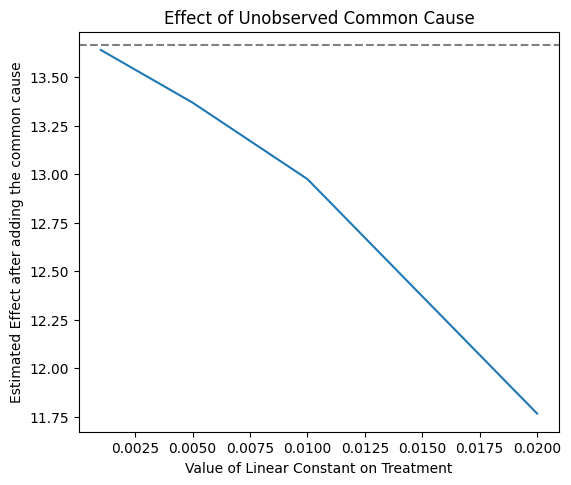 Effect of Unobserved Common Cause
Estimated Effect after adding the common cause
13.50
13.25
13.00
12.75
12.50
12.25
12.00
11.75
0.0025 0.0050 0.0075 0.0100 0.0125 0.0150 0.0175 0.0200
Value of Linear Constant on Treatment